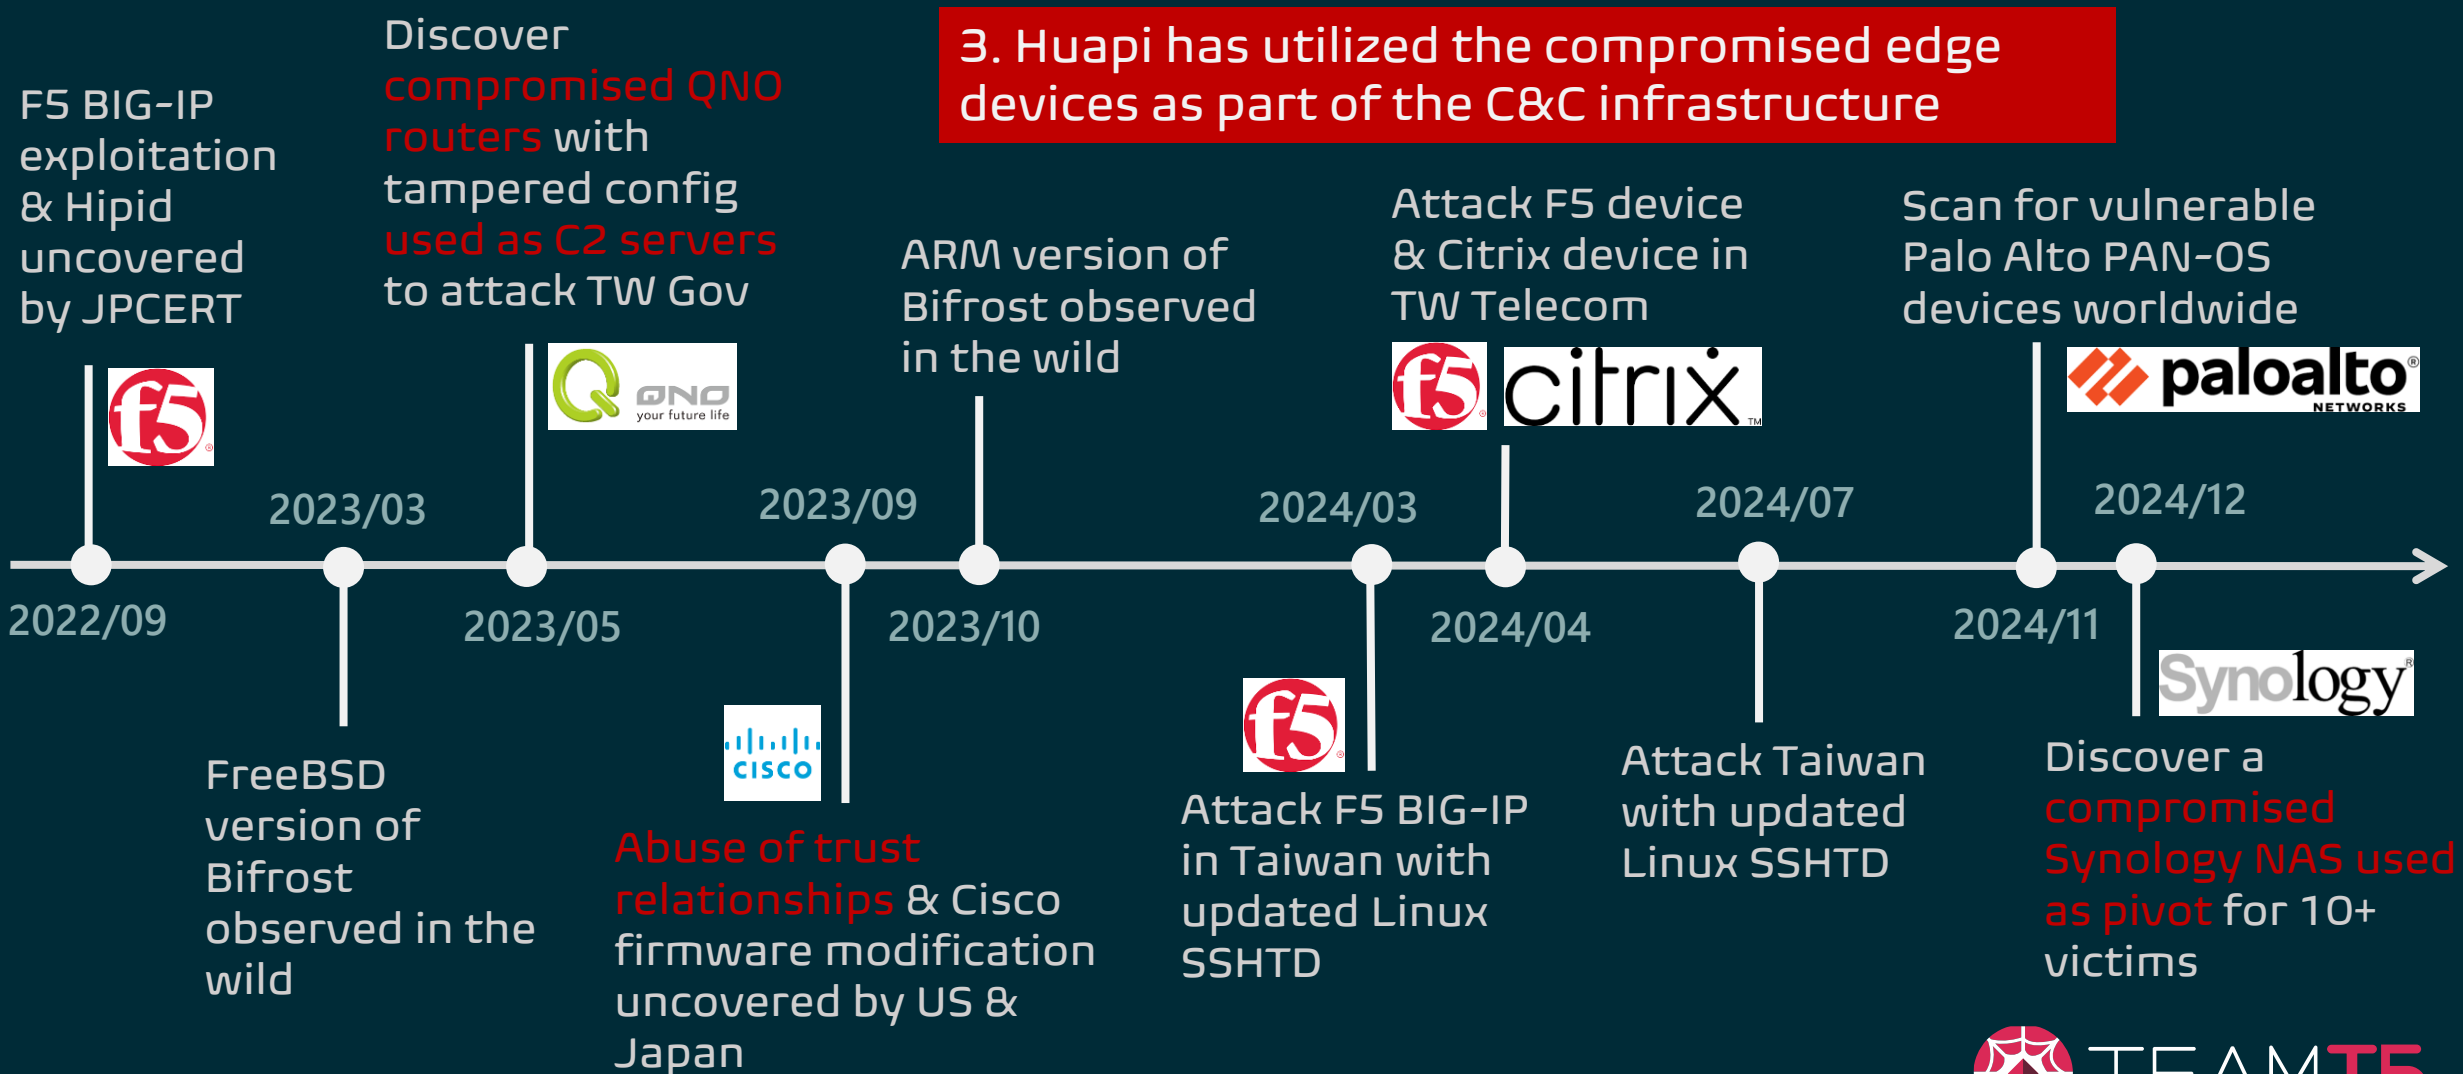 3. Huapi has utilized the compromised edge
devices as part of the C&C infrastructure
F5 BIG-IP
exploitation
& Hipid
uncovered
by JPCERT
f5
2022/09
2023/03
FreeBSD
version of
Bifrost
observed in the
wild
Discover
compromised QNO
routers with
tampered config
used as C2 servers
to attack TW Gov
QNO
your future life
2023/05
2023/09
CISCO
Abuse of trust
relationships & Cisco
firmware modification
uncovered by US &
Japan
ARM version of
Bifrost observed
in the wild
2023/10
2024/03
f5
Attack F5 BIG-IP
in Taiwan with
updated Linux
SSHTD
Attack F5 device
& Citrix device in
TW Telecom
f5
citrix™
2024/04
2024/07
Attack Taiwan
with updated
Linux SSHTD
Scan for vulnerable
Palo Alto PAN-OS
devices worldwide
paloalto®
NETWORKS
2024/11
2024/12
Synology®
Discover a
compromised
Synology NAS used
as pivot for 10+
victims
TEAMT5